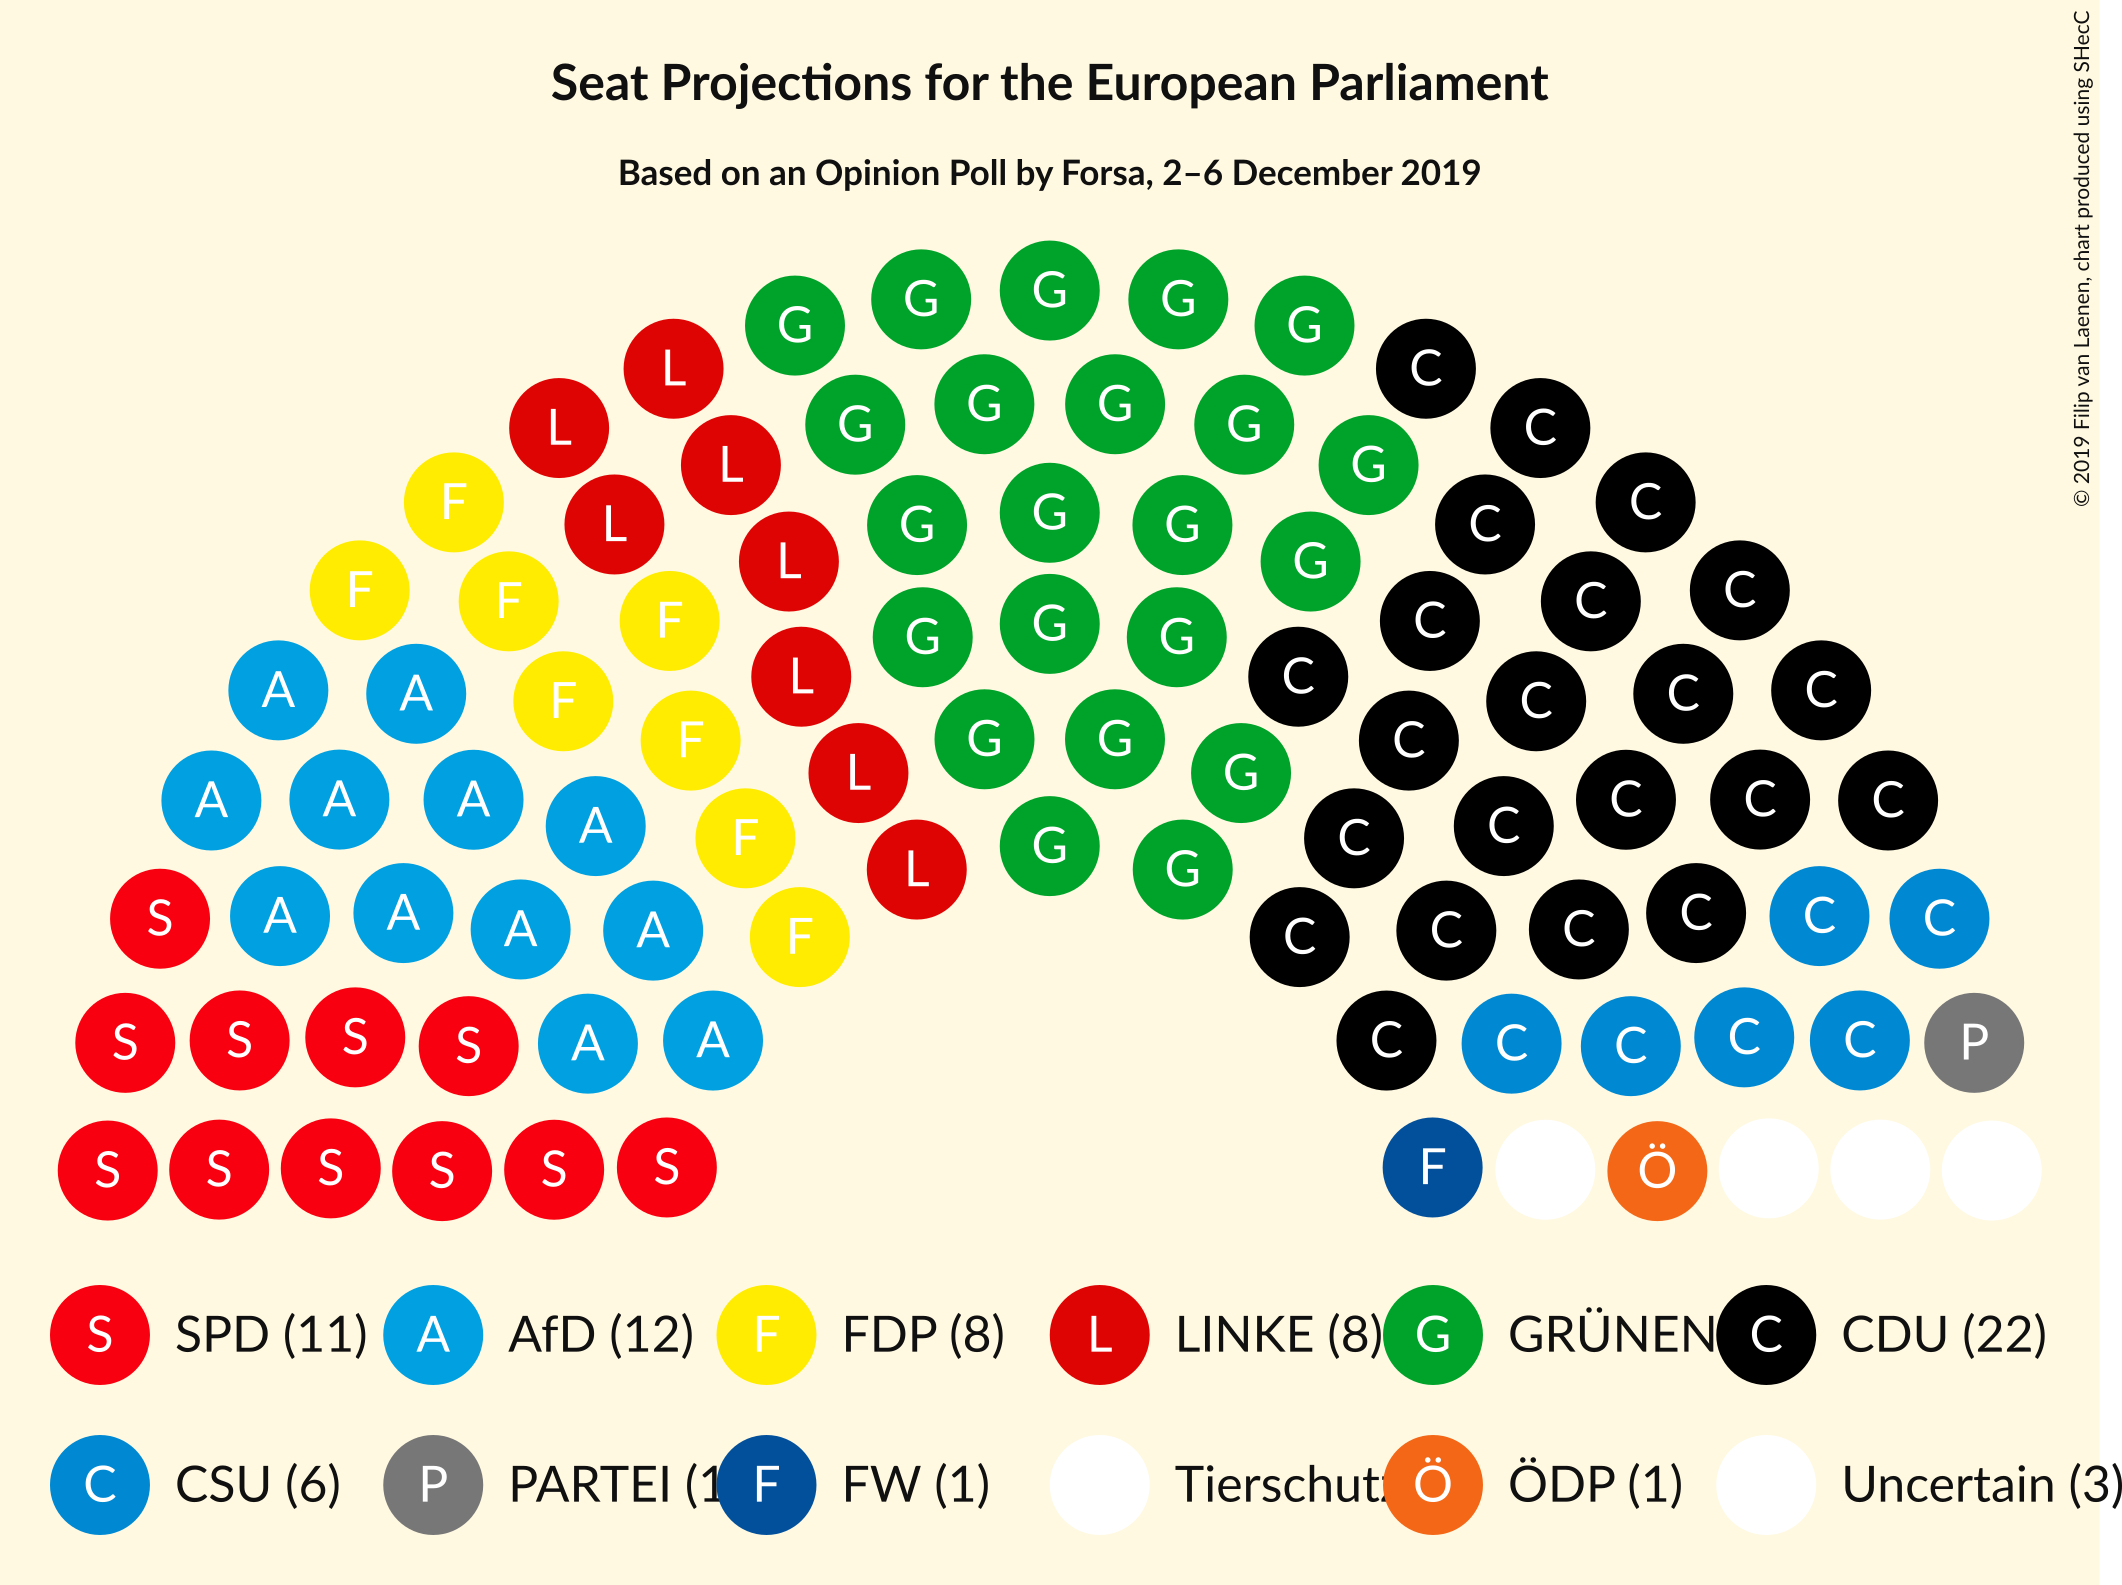 Seat Projections for the European Parliament
Based on an Opinion Poll by Forsa, 2–6 December 2019
© 2019 Filip van Laenen, chart produced using SHecC
G G G G G
L G G G G C
L L G G G G G C
F L L G G G G C C
F F F L G G G C C C C
A A F F L G G G C C C C C
A A A A F L G G C C C C C
S A A A A F C C C C C C
S S S S A A C C C C C P
S S S S S S F Ö
S SPD (11) A AfD (12) F FDP (8) L LINKE (8) G GRÜNEN C CDU (22)
C CSU (6) P PARTEI (1 F FW (1) Tierschutz Ö ÖDP (1) Uncertain (3)